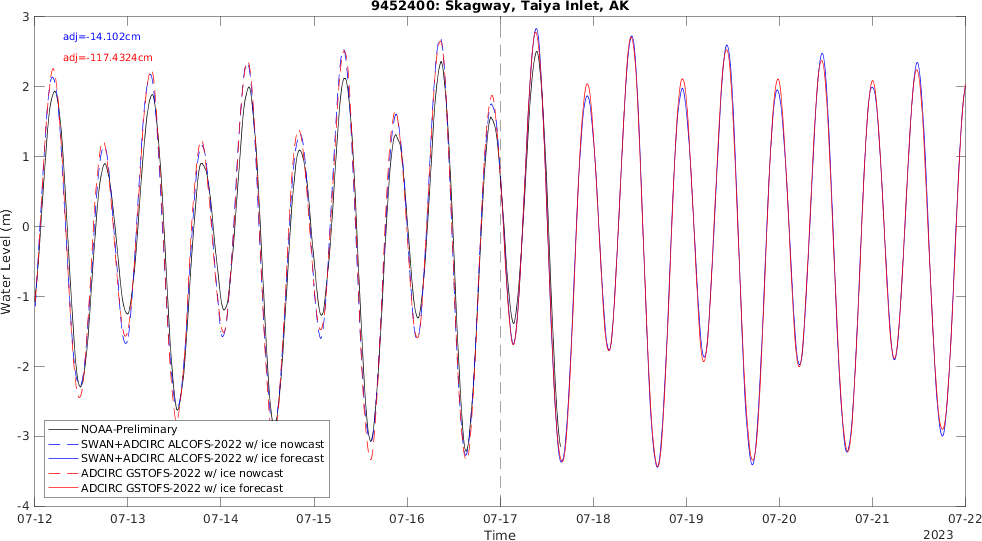 9452400: Skagway, Taiya Inlet, AK
adj=-14.102cm
adj=-117.4324cm
3
2
1
0
-1
-2
-3
-4
Water Level (m)
NOAA-Preliminary
SWAN+ADCIRC ALCOFS-2022 w/ ice nowcast
SWAN+ADCIRC ALCOFS-2022 w/ ice forecast
ADCIRC GSTOFS-2022 w/ ice nowcast
ADCIRC GSTOFS-2022 w/ ice forecast
07-12 07-13 07-14 07-15 07-16 07-17 07-18 07-19 07-20 07-21 07-22
Time
2023